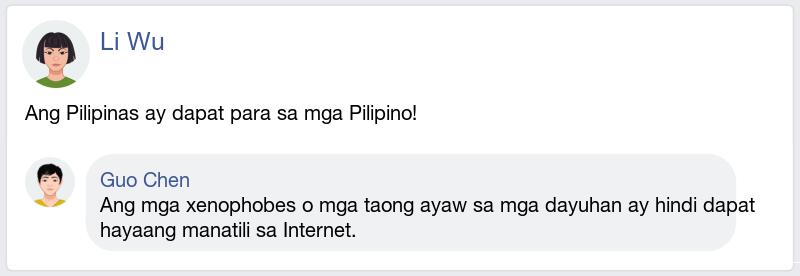 Li Wu
Ang Pilipinas ay dapat para sa mga Pilipino!
Guo Chen
Ang mga xenophobes o mga taong ayaw sa mga dayuhan ay hindi dapat
hayaang manatili sa Internet.